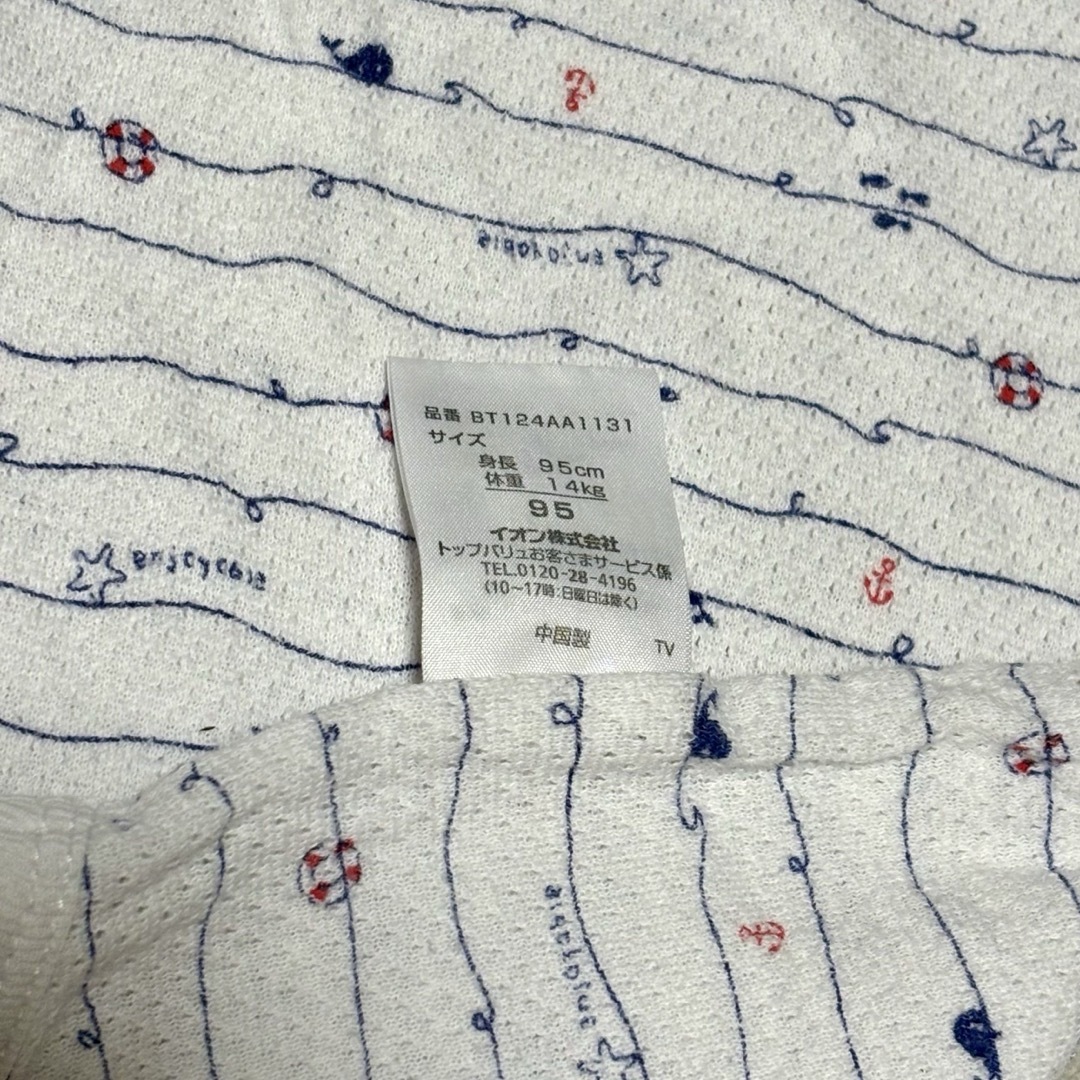 品番 BT124AA1131
サイズ
身長 95cm
体重 14kg
95
イオン株式会社
トップバリュお客さまサービス係
TEL.0120-28-4196
(10～17時:日曜日は除く)
中国製 TV